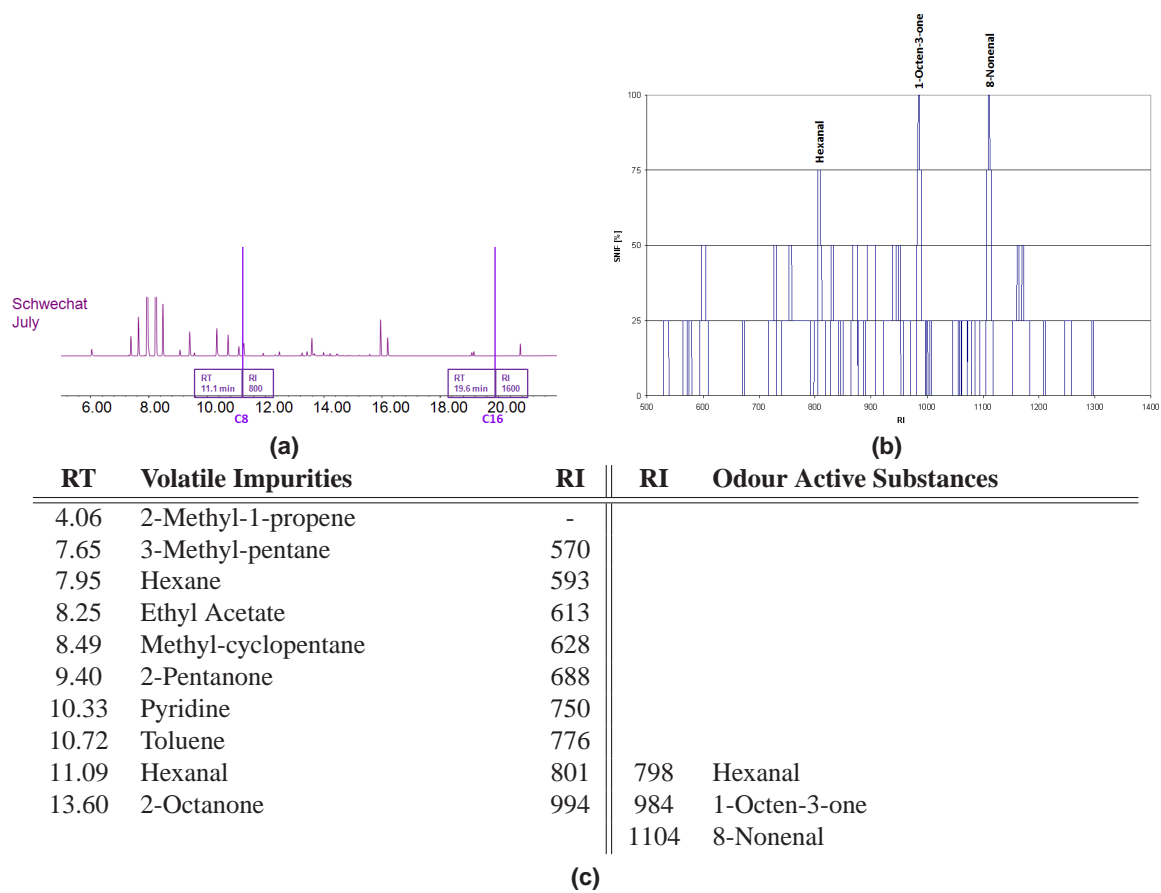 Schwechat
July
RT
11.1 min
RI
800
RT
19.6 min
RI
1600
6.00 8.00 10.00 12.00 14.00 16.00 18.00 20.00
C8
C16
(a)
Hexanal
1-Octen-3-one
8-Nonenal
100
75
50
25
0
SNIF [%]
500 600 700 800 900 1000 1100 1200 1300 1400
RI
(b)
RT Volatile Impurities RI RI Odour Active Substances
4.06 2-Methyl-1-propene -
7.65 3-Methyl-pentane 570
7.95 Hexane 593
8.25 Ethyl Acetate 613
8.49 Methyl-cyclopentane 628
9.40 2-Pentanone 688
10.33 Pyridine 750
10.72 Toluene 776
11.09 Hexanal 801 798 Hexanal
13.60 2-Octanone 994 984 1-Octen-3-one
1104 8-Nonenal
(c)